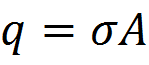 q = σA